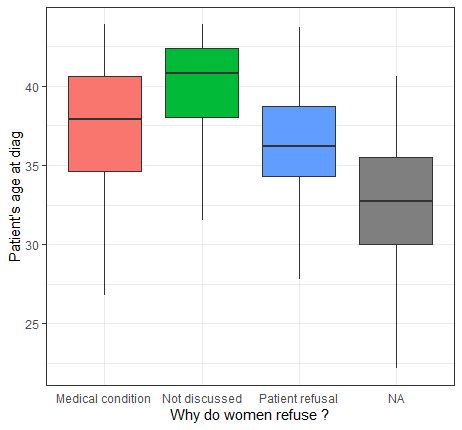 Patient's age at diag
40
35
30
25
Medical condition Not discussed Patient refusal NA
Why do women refuse ?